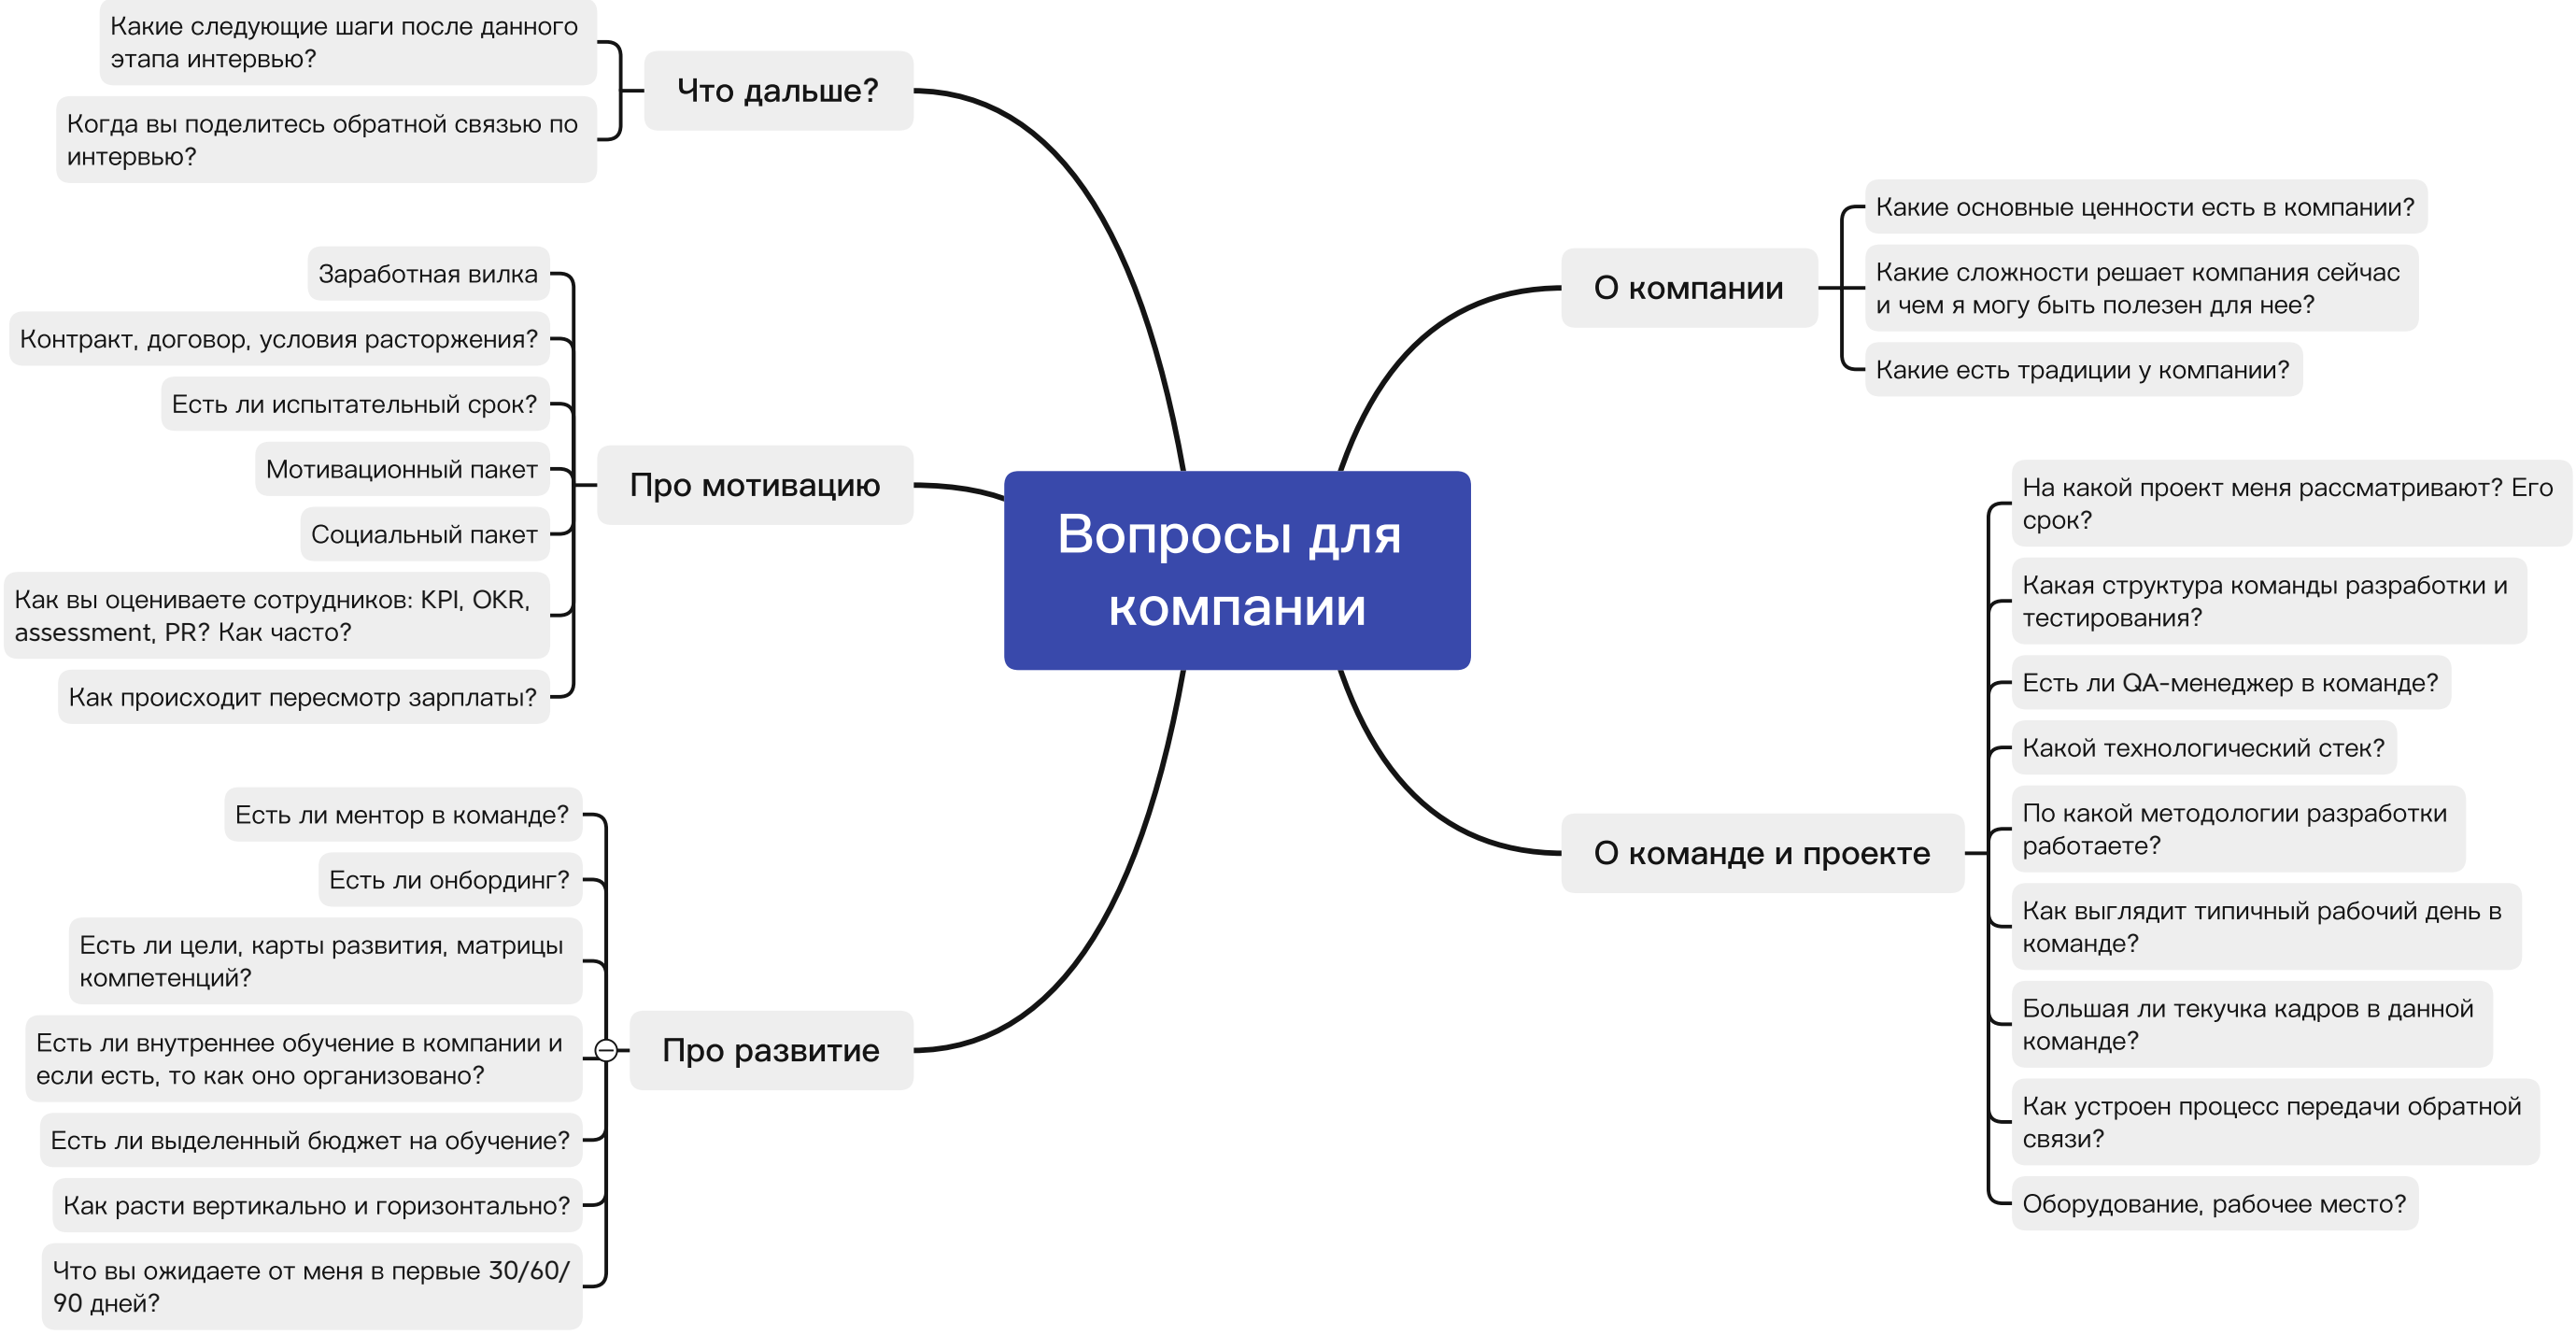 Вопросы для
компании
О компании
Какие основные ценности есть в компании?
Какие сложности решает компания сейчас
и чем я могу быть полезен для нее?
Какие есть традиции у компании?
О команде и проекте
На какой проект меня рассматривают? Его
срок?
Какая структура команды разработки и
тестирования?
Есть ли QA-менеджер в команде?
Какой технологический стек?
По какой методологии разработки
работаете?
Как выглядит типичный рабочий день в
команде?
Большая ли текучка кадров в данной
команде?
Как устроен процесс передачи обратной
связи?
Оборудование, рабочее место?
Что дальше?
Какие следующие шаги после данного
этапа интервью?
Когда вы поделитесь обратной связью по
интервью?
Про мотивацию
Заработная вилка
Контракт, договор, условия расторжения?
Есть ли испытательный срок?
Мотивационный пакет
Социальный пакет
Как вы оцениваете сотрудников: KPI, OKR,
assessment, PR? Как часто?
Как происходит пересмотр зарплаты?
Про развитие
Есть ли ментор в команде?
Есть ли онбординг?
Есть ли цели, карты развития, матрицы
компетенций?
Есть ли внутреннее обучение в компании и
если есть, то как оно организовано?
Есть ли выделенный бюджет на обучение?
Как расти вертикально и горизонтально?
Что вы ожидаете от меня в первые 30/60/
90 дней?